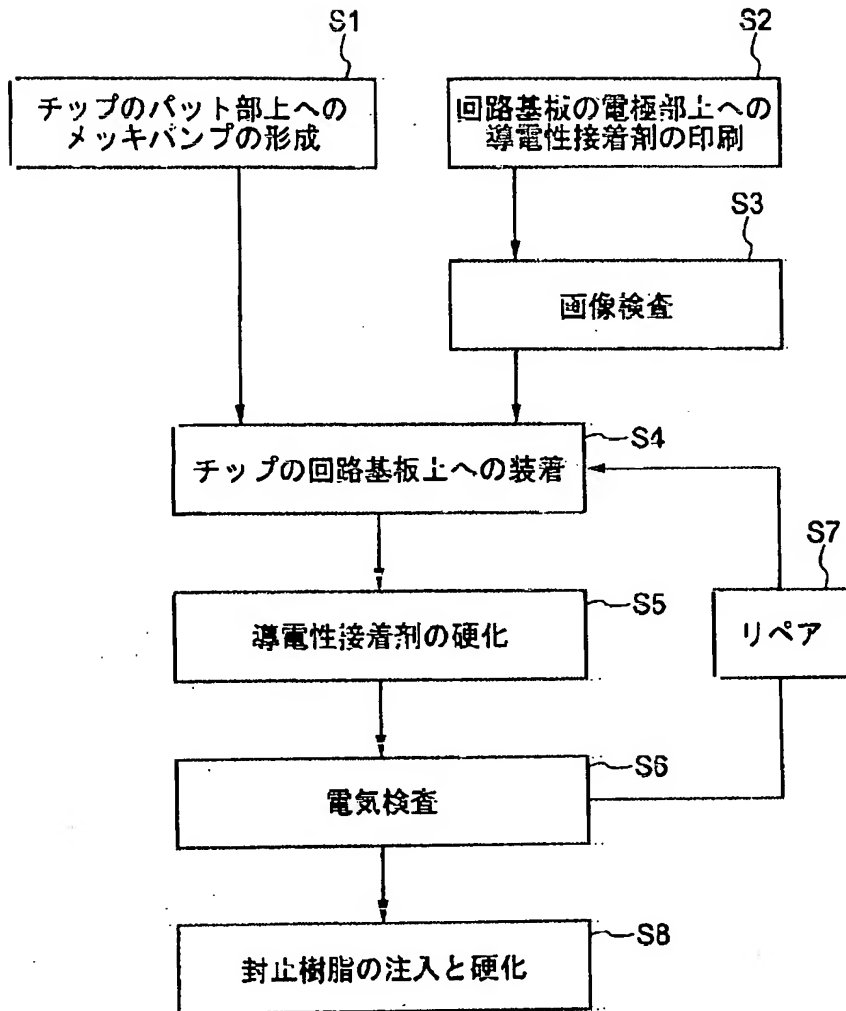 S1
チップのパット部上への
メッキバンプの形成
S2
回路基板の電極部上への
導電性接着剤の印刷
S3
画像検査
S4
チップの回路基板上への装着
S5
導電性接着剤の硬化
S7
リペア
S6
電気検査
S8
封止樹脂の注入と硬化